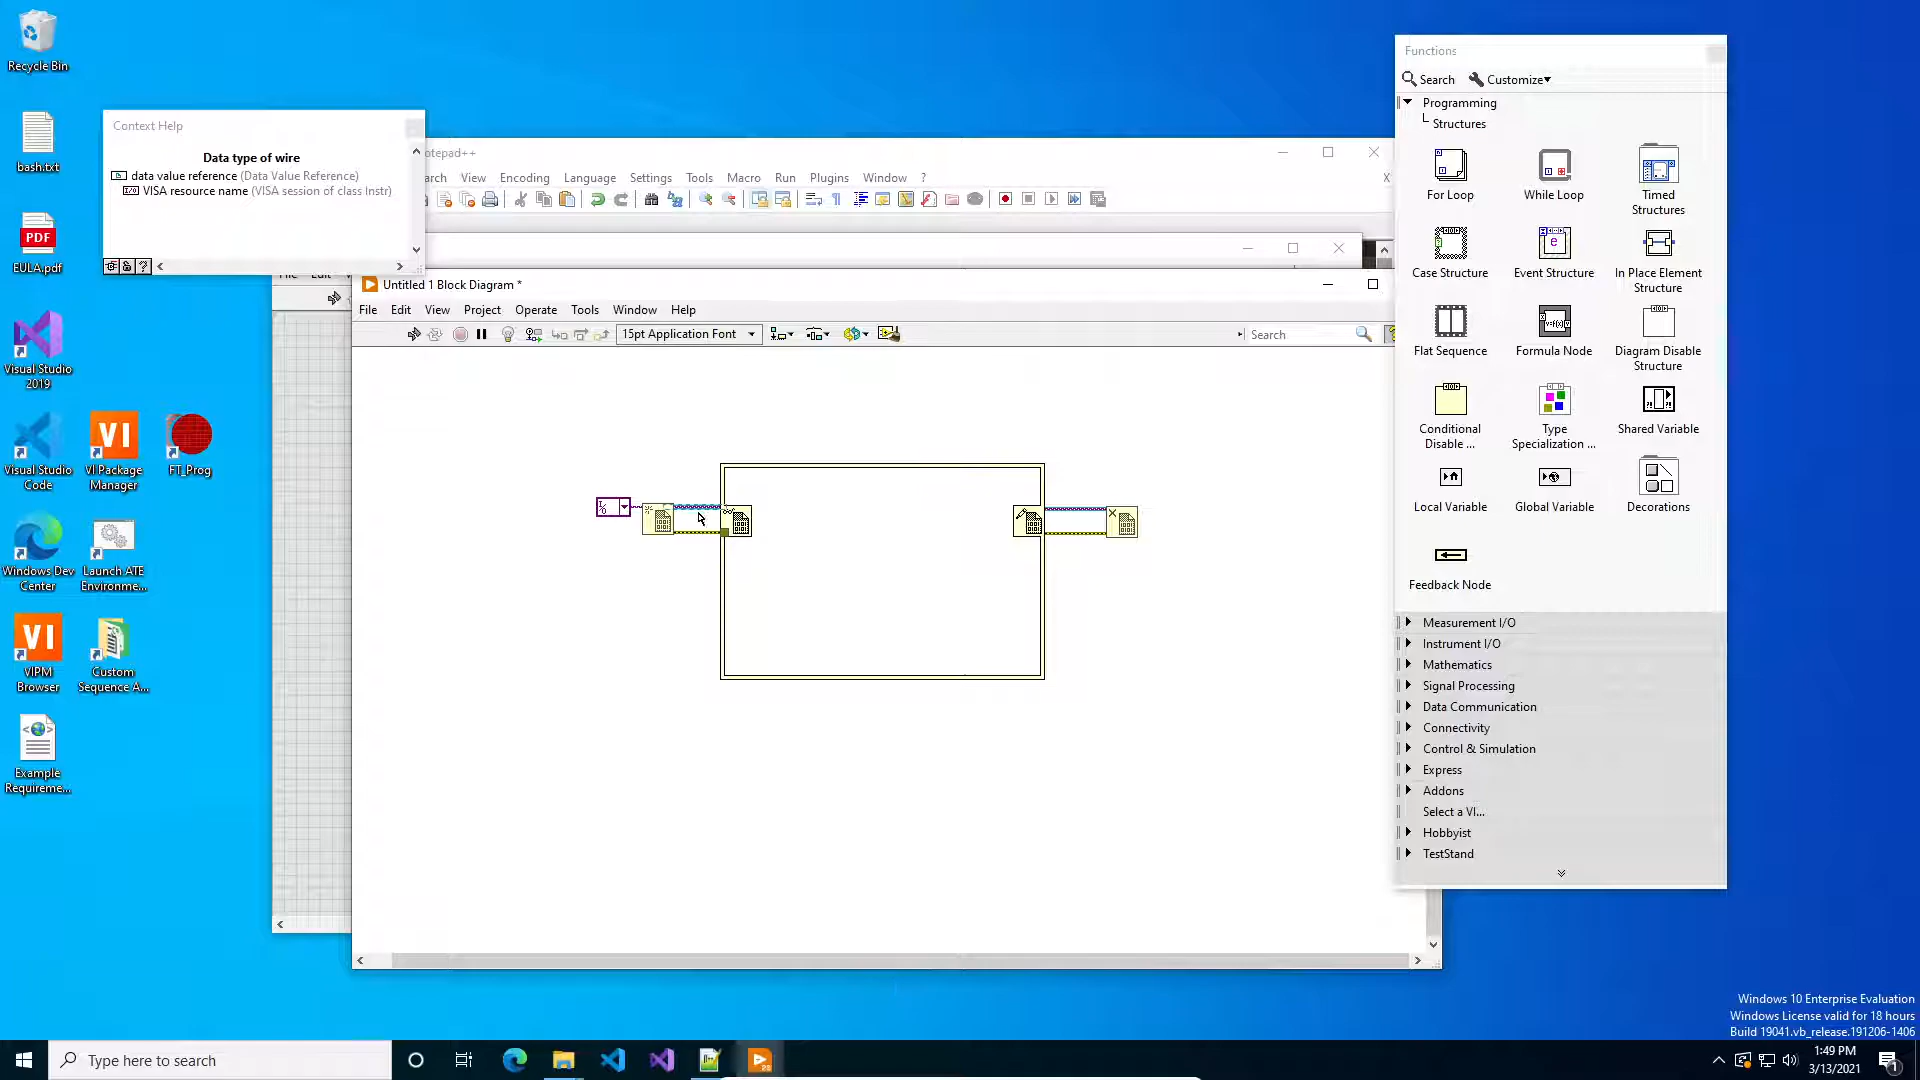 Recycle Bin
bash.txt
PDF
EULA.pdf
Visual Studio
2019
Visual Studio
Code
VI
VI Package
Manager
FT_Prog
Windows Dev
Center
Launch ATE
Environme...
VI
VIPM
Browser
Custom
Sequence A...
Example
Requireme...
Context Help
Data type of wire
data value reference (Data Value Reference)
I/O VISA resource name (VISA session of class Instr)
otepad++
arch View Encoding Language Settings Tools Macro Run Plugins Window ?
X
File Edit
Untitled 1 Block Diagram *
File Edit View Project Operate Tools Window Help
15pt Application Font
Search
Functions
Search Customize
Programming
Structures
For Loop
While Loop
Timed
Structures
Case Structure
Event Structure
In Place Element
Structure
Flat Sequence
Formula Node
Diagram Disable
Structure
Conditional
Disable ...
Type
Specialization ...
Shared Variable
Local Variable
Global Variable
Decorations
Feedback Node
Measurement I/O
Instrument I/O
Mathematics
Signal Processing
Data Communication
Connectivity
Control & Simulation
Express
Addons
Select a VI...
Hobbyist
TestStand
Windows 10 Enterprise Evaluation
Windows License valid for 18 hours
Build 19041.vb_release.191206-1406
Type here to search
1:49 PM
3/13/2021
1